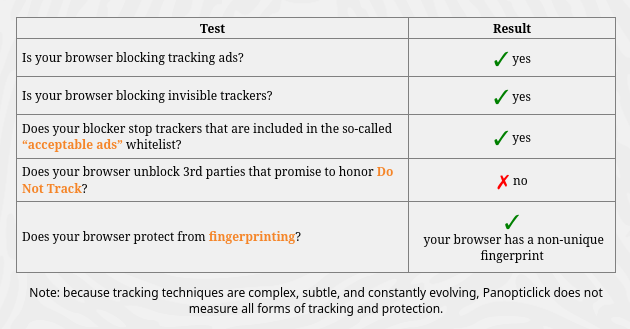 Test Result
Is your browser blocking tracking ads? ✓ yes
Is your browser blocking invisible trackers? ✓ yes
Does your blocker stop trackers that are included in the so-called
“acceptable ads” whitelist? ✓ yes
Does your browser unblock 3rd parties that promise to honor Do
Not Track? ✗ no
Does your browser protect from fingerprinting? ✓
your browser has a non-unique
fingerprint
Note: because tracking techniques are complex, subtle, and constantly evolving, Panopticlick does not
measure all forms of tracking and protection.